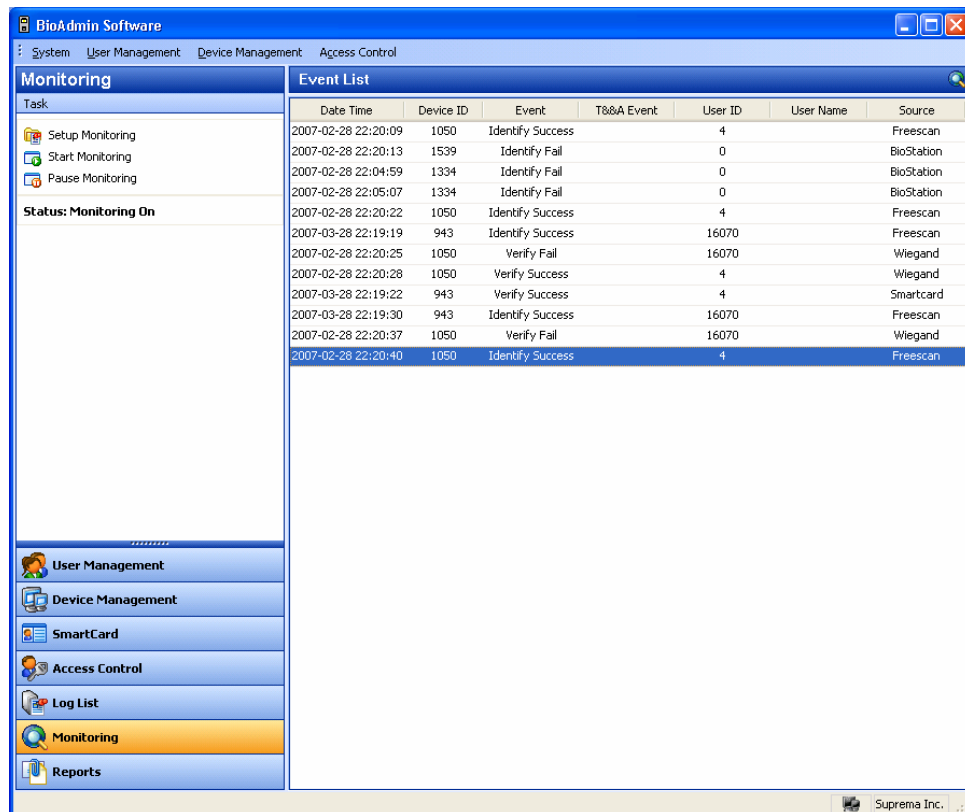 BioAdmin Software
System User Management Device Management Access Control
Monitoring
Task
Setup Monitoring
Start Monitoring
Pause Monitoring
Status: Monitoring On
User Management
Device Management
SmartCard
Access Control
Log List
Monitoring
Reports
Event List
Date Time Device ID Event T&&A Event User ID User Name Source
2007-02-28 22:20:09 1050 Identify Success 4 Freescan
2007-02-28 22:20:13 1539 Identify Fail 0 BioStation
2007-02-28 22:04:59 1334 Identify Fail 0 BioStation
2007-02-28 22:05:07 1334 Identify Fail 0 BioStation
2007-02-28 22:20:22 1050 Identify Success 4 Freescan
2007-03-28 22:19:19 943 Identify Success 16070 Freescan
2007-02-28 22:20:25 1050 Verify Fail 16070 Wiegand
2007-02-28 22:20:28 1050 Verify Success 4 Wiegand
2007-03-28 22:19:22 943 Verify Success 4 Smartcard
2007-03-28 22:19:30 943 Identify Success 16070 Freescan
2007-02-28 22:20:37 1050 Verify Fail 16070 Wiegand
2007-02-28 22:20:40 1050 Identify Success 4 Freescan
Suprema Inc.